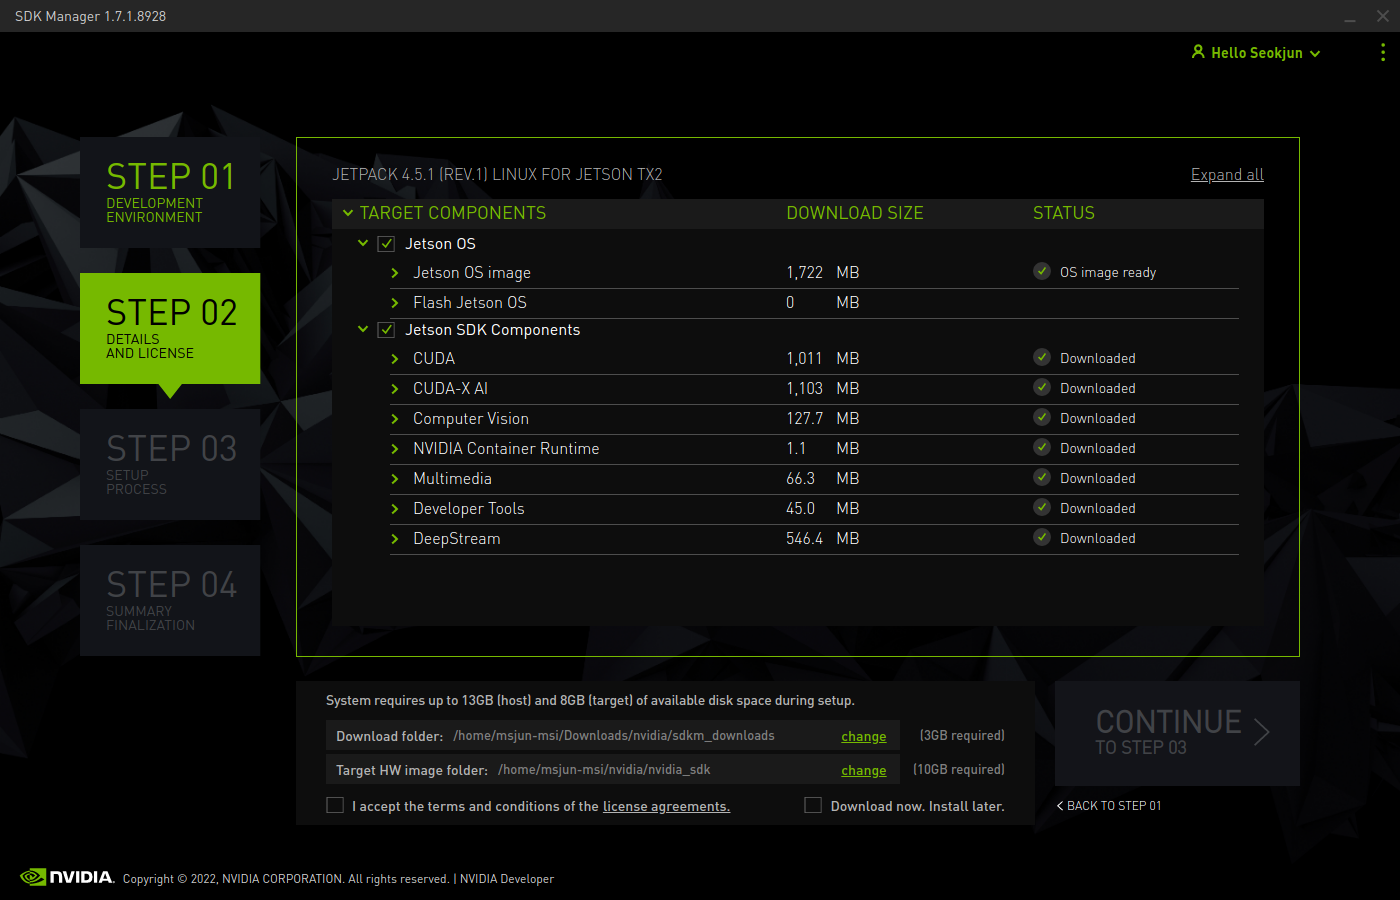 SDK Manager 1.7.1.8928
Hello Seokjun
STEP 01
DEVELOPMENT
ENVIRONMENT
STEP 02
DETAILS
AND LICENSE
STEP 03
SETUP
PROCESS
STEP 04
SUMMARY
FINALIZATION
JETPACK 4.5.1 (REV.1) LINUX FOR JETSON TX2 Expand all
TARGET COMPONENTS DOWNLOAD SIZE STATUS
Jetson OS
Jetson OS image 1,722 MB OS image ready
Flash Jetson OS 0 MB
Jetson SDK Components
CUDA 1,011 MB Downloaded
CUDA-X AI 1,103 MB Downloaded
Computer Vision 127.7 MB Downloaded
NVIDIA Container Runtime 1.1 MB Downloaded
Multimedia 66.3 MB Downloaded
Developer Tools 45.0 MB Downloaded
DeepStream 546.4 MB Downloaded
System requires up to 13GB (host) and 8GB (target) of available disk space during setup.
Download folder: /home/msjun-msi/Downloads/nvidia/sdkm_downloads change (3GB required)
Target HW image folder: /home/msjun-msi/nvidia/nvidia_sdk change (10GB required)
I accept the terms and conditions of the license agreements. Download now. Install later.
CONTINUE
TO STEP 03
< BACK TO STEP 01
NVIDIA. Copyright © 2022, NVIDIA CORPORATION. All rights reserved. | NVIDIA Developer